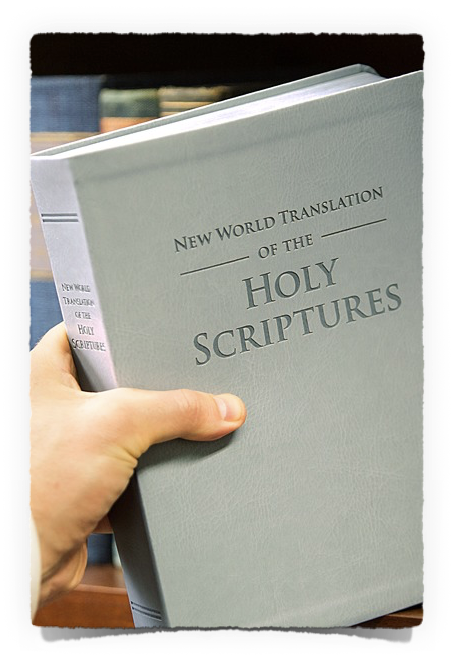 New World Translation
of the
Holy
Scriptures
New World
Translation
of the
Holy
Scriptures